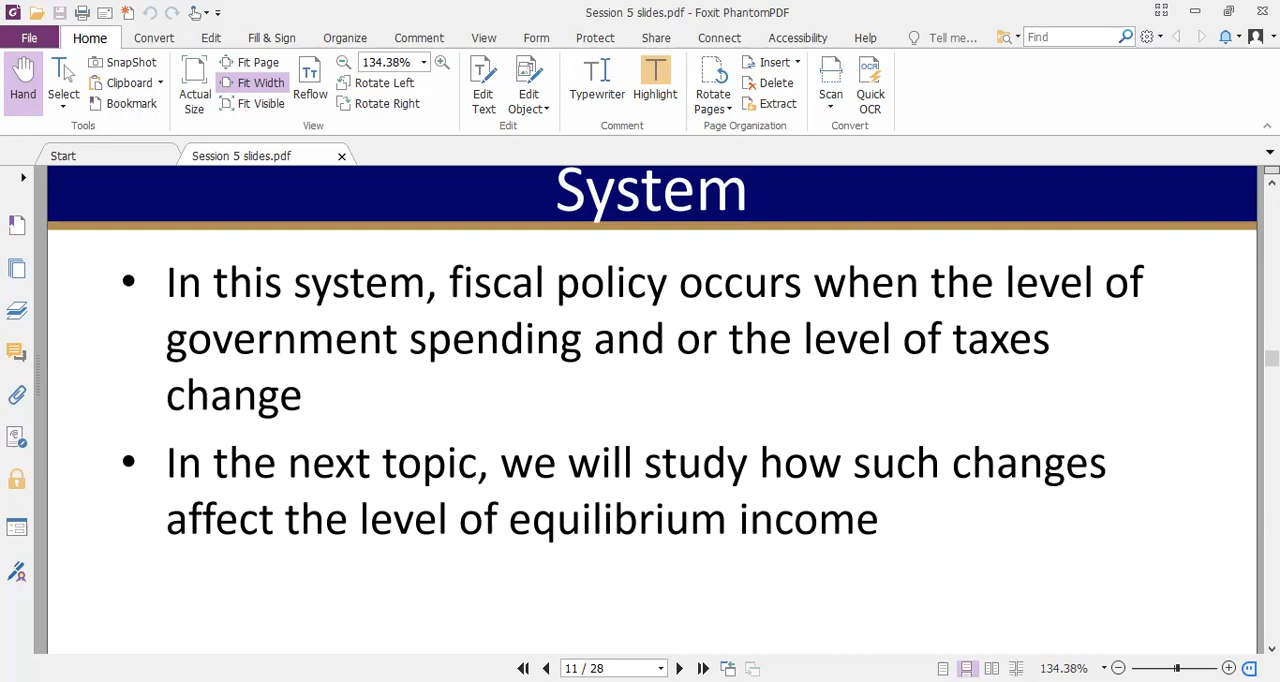 Session 5 slides.pdf - Foxit PhantomPDF
File Home Convert Edit Fill & Sign Organize Comment View Form Protect Share Connect Accessibility Help Tell me... Find
Hand Select SnapShot Clipboard Bookmark Actual Size Fit Page Fit Width Fit Visible Reflow 134.38% Rotate Left Rotate Right Edit Text Edit Object Typewriter Highlight Rotate Pages Insert Delete Extract Scan Quick OCR
Tools View Edit Comment Page Organization Convert
Start Session 5 slides.pdf
System
• In this system, fiscal policy occurs when the level of
government spending and or the level of taxes
change
• In the next topic, we will study how such changes
affect the level of equilibrium income
11 / 28 134.38%